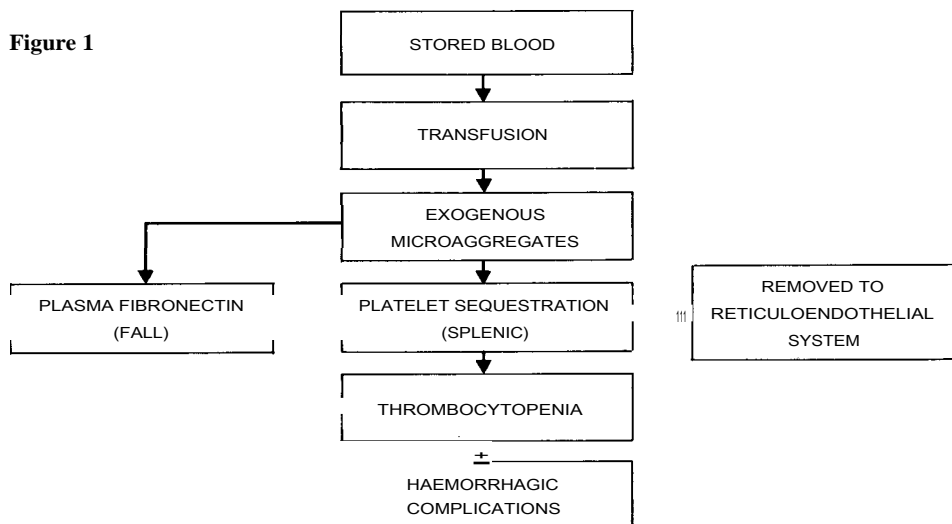 Figure 1
STORED BLOOD
TRANSFUSION
EXOGENOUS
MICROAGGREGATES
PLASMA FIBRONECTIN
(FALL)
PLATELET SEQUESTRATION
(SPLENIC)
REMOVED TO
RETICULOENDOTHELIAL
SYSTEM
THROMBOCYTOPENIA
±
HAEMORRHAGIC
COMPLICATIONS